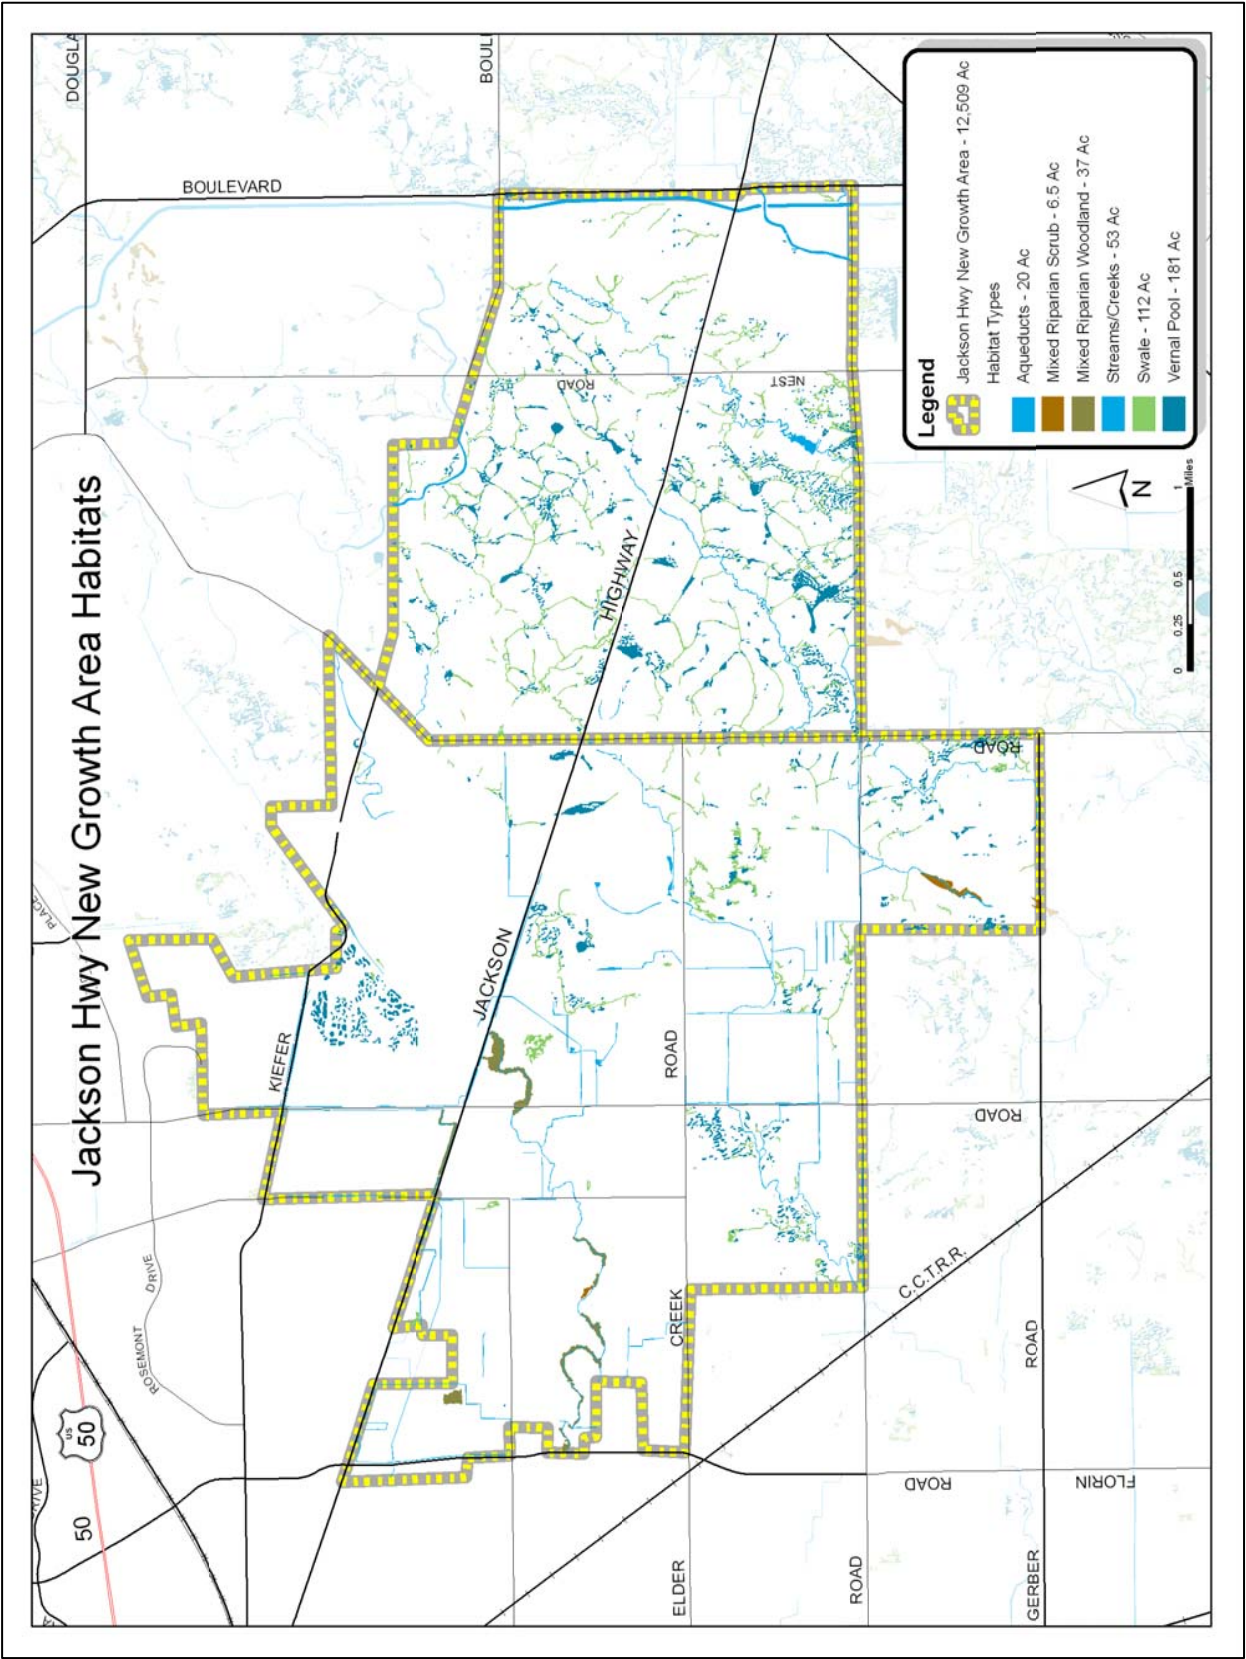 Jackson Hwy New Growth Area Habitats
DOUGLA
BOUL
BOULEVARD
PLACE
KIEFER
ROSEMONT
DRIVE
US
50
50
JACKSON
HIGHWAY
ROAD
NEST
ROAD
ROAD
CREEK
ELDER
ROAD
ROAD
C.C.T.R.R.
ROAD
GERBER
ROAD
FLORIN
Legend
Jackson Hwy New Growth Area - 12,509 Ac
Habitat Types
Aqueducts - 20 Ac
Mixed Riparian Scrub - 6.5 Ac
Mixed Riparian Woodland - 37 Ac
Streams/Creeks - 53 Ac
Swale - 112 Ac
Vernal Pool - 181 Ac
N
0 0.25 0.5 1
Miles